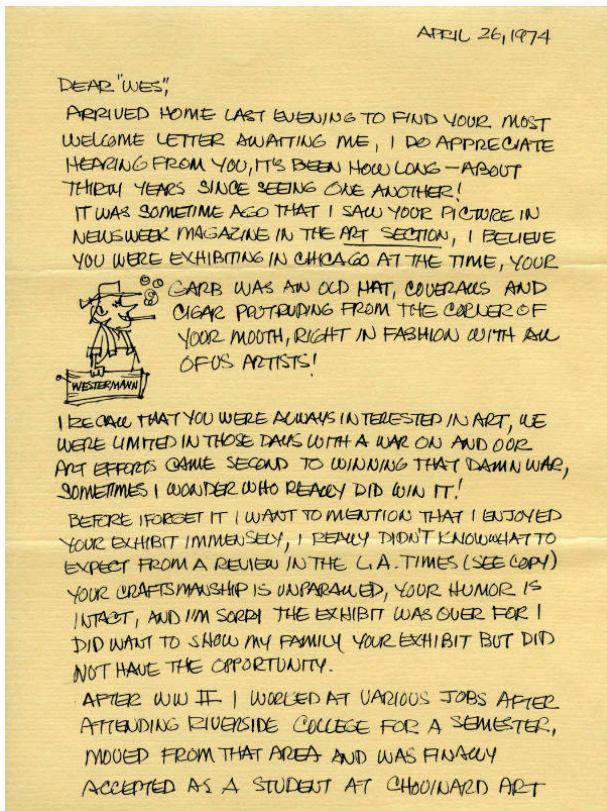 APRIL 26, 1974
DEAR "WES",
ARRIVED HOME LAST EVENING TO FIND YOUR MOST
WELCOME LETTER AWAITING ME, I DO APPRECIATE
HEARING FROM YOU, IT'S BEEN HOW LONG — ABOUT
THIRTY YEARS SINCE SEEING ONE ANOTHER!
IT WAS SOMETIME AGO THAT I SAW YOUR PICTURE IN
NEWSWEEK MAGAZINE IN THE ART SECTION, I BELIEVE
YOU WERE EXHIBITING IN CHICAGO AT THE TIME, YOUR
GARB WAS AN OLD HAT, COVERALLS AND
CIGAR PROTRUDING FROM THE CORNER OF
YOUR MOUTH, RIGHT IN FASHION WITH ALL
OF US ARTISTS!
WESTERMANN
I RECALL THAT YOU WERE ALWAYS INTERESTED IN ART, WE
WERE LIMITED IN THOSE DAYS WITH A WAR ON AND OUR
ART EFFORTS CAME SECOND TO WINNING THAT DAMN WAR,
SOMETIMES I WONDER WHO REALLY DID WIN IT!
BEFORE I FORGET IT I WANT TO MENTION THAT I ENJOYED
YOUR EXHIBIT IMMENSELY, I REALLY DIDN'T KNOW WHAT TO
EXPECT FROM A REVIEW IN THE L.A. TIMES (SEE COPY)
YOUR CRAFTSMANSHIP IS UNPARALLED, YOUR HUMOR IS
INTACT, AND I'M SORRY THE EXHIBIT WAS OVER FOR I
DID WANT TO SHOW MY FAMILY YOUR EXHIBIT BUT DID
NOT HAVE THE OPPORTUNITY.
AFTER WW II I WORKED AT VARIOUS JOBS AFTER
ATTENDING RIVERSIDE COLLEGE FOR A SEMESTER,
MOVED FROM THAT AREA AND WAS FINALLY
ACCEPTED AS A STUDENT AT CHOUINARD ART